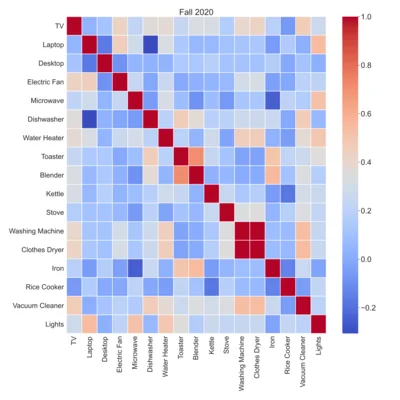 Fall 2020
TV
Laptop
Desktop
Electric Fan
Microwave
Dishwasher
Water Heater
Toaster
Blender
Kettle
Stove
Washing Machine
Clothes Dryer
Iron
Rice Cooker
Vacuum Cleaner
Lights
TV
Laptop
Desktop
Electric Fan
Microwave
Dishwasher
Water Heater
Toaster
Blender
Kettle
Stove
Washing Machine
Clothes Dryer
Iron
Rice Cooker
Vacuum Cleaner
Lights
1.0
0.8
0.6
0.4
0.2
0.0
−0.2